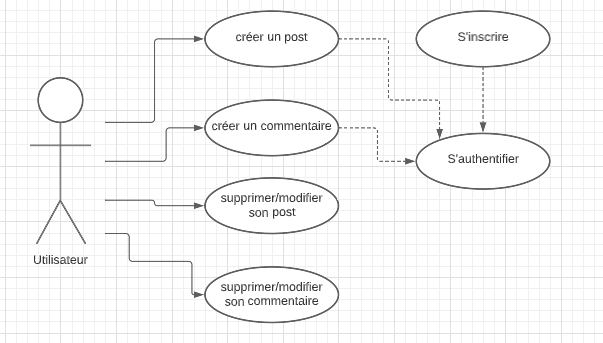 créer un post
S'inscrire
créer un commentaire
S'authentifier
supprimer/modifier
son post
Utilisateur
supprimer/modifier
son commentaire